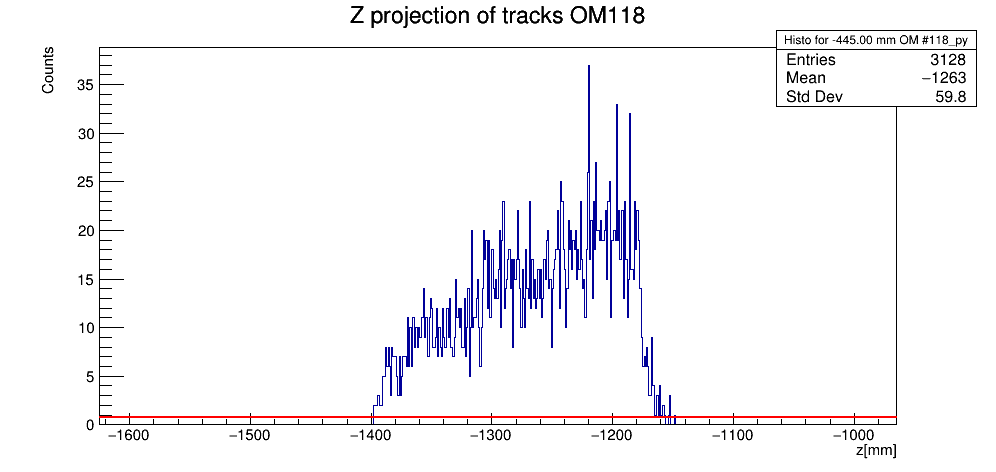 Z projection of tracks OM118
Histo for -445.00 mm OM #118_py
Entries 3128
Mean −1263
Std Dev 59.8
Counts
35
30
25
20
15
10
5
0
−1600 −1500 −1400 −1300 −1200 −1100 −1000
z[mm]